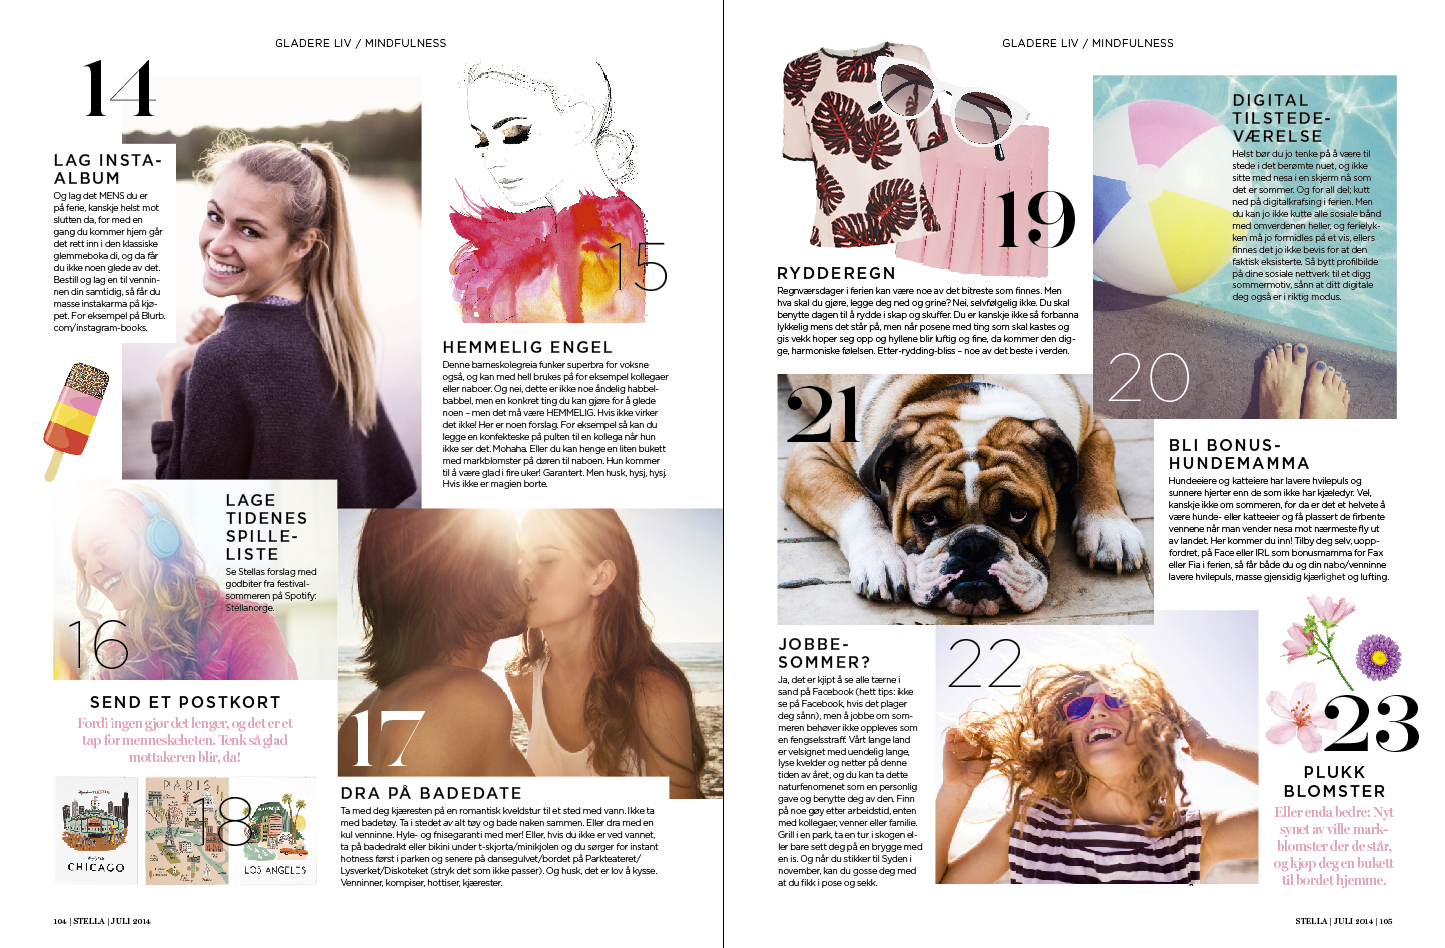 GLADERE LIV / MINDFULNESS
14
LAG INSTA-
ALBUM
Og lag det MENS du er
på ferie, kanskje helst mot
slutten da, for med en
gang du kommer hjem går
det rett inn i den klassiske
glemmeboka di, og da får
du ikke noen glede av det.
Bestill og lag en til vennin-
nen din samtidig, så får du
masse instakarma på kjø-
pet. For eksempel på Blurb.
com/instagram-books.
15
HEMMELIG ENGEL
Denne barneskolegreia funker superbra for voksne
også, og kan med hell brukes på for eksempel kollegaer
eller naboer. Og nei, dette er ikke noe åndelig habbel-
babbel, men en konkret ting du kan gjøre for å glede
noen – men det må være HEMMELIG. Hvis ikke virker
det ikke! Her er noen forslag. For eksempel så kan du
legge en konfekteske på pulten til en kollega når hun
ikke ser det. Mohaha. Eller du kan henge en liten bukett
med markblomster på døren til naboen. Hun kommer
til å være glad i fire uker! Garantert. Men husk, hysj, hysj.
Hvis ikke er magien borte.
LAGE
TIDENES
SPILLE-
LISTE
Se Stellas forslag med
godbiter fra festival-
sommeren på Spotify:
Stellanorge.
16
17
SEND ET POSTKORT
Fordi ingen gjør det lenger, og det er et
tap for menneskeheten. Tenk så glad
mottakeren blir, da!
18
CHICAGO
PARIS
LOS ANGELES
DRA PÅ BADEDATE
Ta med deg kjæresten på en romantisk kveldstur til et sted med vann. Ikke ta
med badetøy. Ta i stedet av alt tøy og bade naken sammen. Eller dra med en
kul venninne. Hyle- og fnisegaranti med mer! Eller, hvis du ikke er ved vannet,
ta på badedrakt eller bikini under t-skjorta/minikjolen og du sørger for instant
hotness først i parken og senere på dansegulvet/bordet på Parkteateret/
Lysverket/Diskoteket (stryk det som ikke passer). Og husk, det er lov å kysse.
Venninner, kompiser, hottiser, kjærester.
104 | STELLA | JULI 2014
GLADERE LIV / MINDFULNESS
19
RYDDEREGN
Regnværsdager i ferien kan være noe av det bitreste som finnes. Men
hva skal du gjøre, legge deg ned og grine? Nei, selvfølgelig ikke. Du skal
benytte dagen til å rydde i skap og skuffer. Du er kanskje ikke så forbanna
lykkelig mens det står på, men når posene med ting som skal kastes og
gis vekk hoper seg opp og hyllene blir luftig og fine, da kommer den dig-
ge, harmoniske følelsen. Etter-rydding-bliss – noe av det beste i verden.
DIGITAL
TILSTEDE-
VÆRELSE
Helst bør du jo tenke på å være til
stede i det berømte nuet, og ikke
sitte med nesa i en skjerm nå som
det er sommer. Og for all del; kutt
ned på digitalkrafsing i ferien. Men
du kan jo ikke kutte alle sosiale bånd
med omverdenen heller, og ferielyk-
ken må jo formidles på et vis, ellers
finnes det jo ikke bevis for at den
faktisk eksisterte. Så bytt profilbilde
på dine sosiale nettverk til et digg
sommermotiv, sånn at ditt digitale
deg også er i riktig modus.
20
21
BLI BONUS-
HUNDEMAMMA
Hundeeiere og katteiere har lavere hvilepuls og
sunnere hjerter enn de som ikke har kjæledyr. Vel,
kanskje ikke om sommeren, for da er det et helvete å
være hunde- eller katteeier og få plassert de firbente
vennene når man vender nesa mot nærmeste fly ut
av landet. Her kommer du inn! Tilby deg selv, uopp-
fordret, på Face eller IRL som bonusmamma for Fax
eller Fia i ferien, så får både du og din nabo/venninne
lavere hvilepuls, masse gjensidig kjærlighet og lufting.
JOBBE-
SOMMER?
Ja, det er kjipt å se alle tærne i
sand på Facebook (hett tips: ikke
se på Facebook, hvis det plager
deg sånn), men å jobbe om som-
meren behøver ikke oppleves som
en fengselsstraff. Vårt lange land
er velsignet med uendelig lange,
lyse kvelder og netter på denne
tiden av året, og du kan ta dette
naturfenomenet som en personlig
gave og benytte deg av den. Finn
på noe gøy etter arbeidstid, enten
med kollegaer, venner eller familie.
Grill i en park, ta en tur i skogen el-
ler bare sett deg på en brygge med
en is. Og når du stikker til Syden i
november, kan du gosse deg med
at du fikk i pose og sekk.
22
23
PLUKK
BLOMSTER
Eller enda bedre: Nyt
synet av ville mark-
blomster der de står,
og kjøp deg en bukett
til bordet hjemme.
STELLA | JULI 2014 | 105